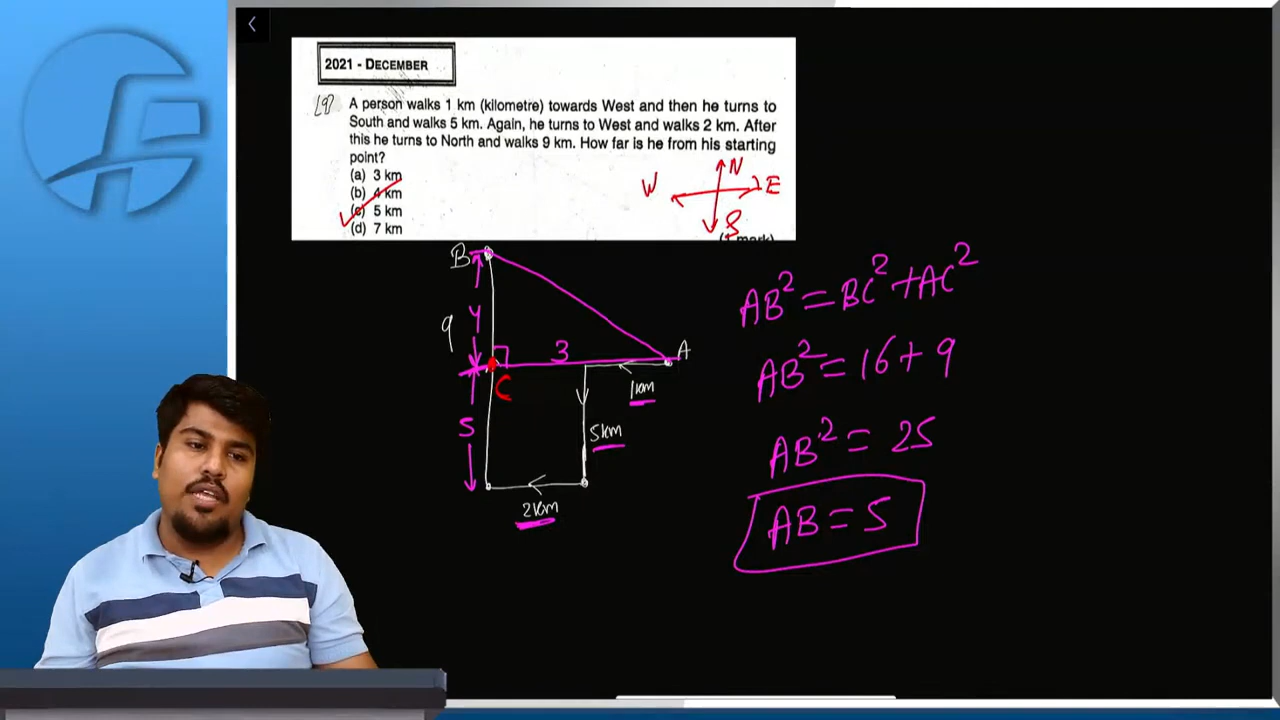 2021 - DECEMBER
[9]
A person walks 1 km (kilometre) towards West and then he turns to
South and walks 5 km. Again, he turns to West and walks 2 km. After
this he turns to North and walks 9 km. How far is he from his starting
point?
(a) 3 km
(b) 4 km
(c) 5 km
(d) 7 km
(1 mark)
N
W
E
S
B
9
4
3
A
C
1km
5
5km
2km
AB² = BC² + AC²
AB² = 16 + 9
AB² = 25
AB = 5